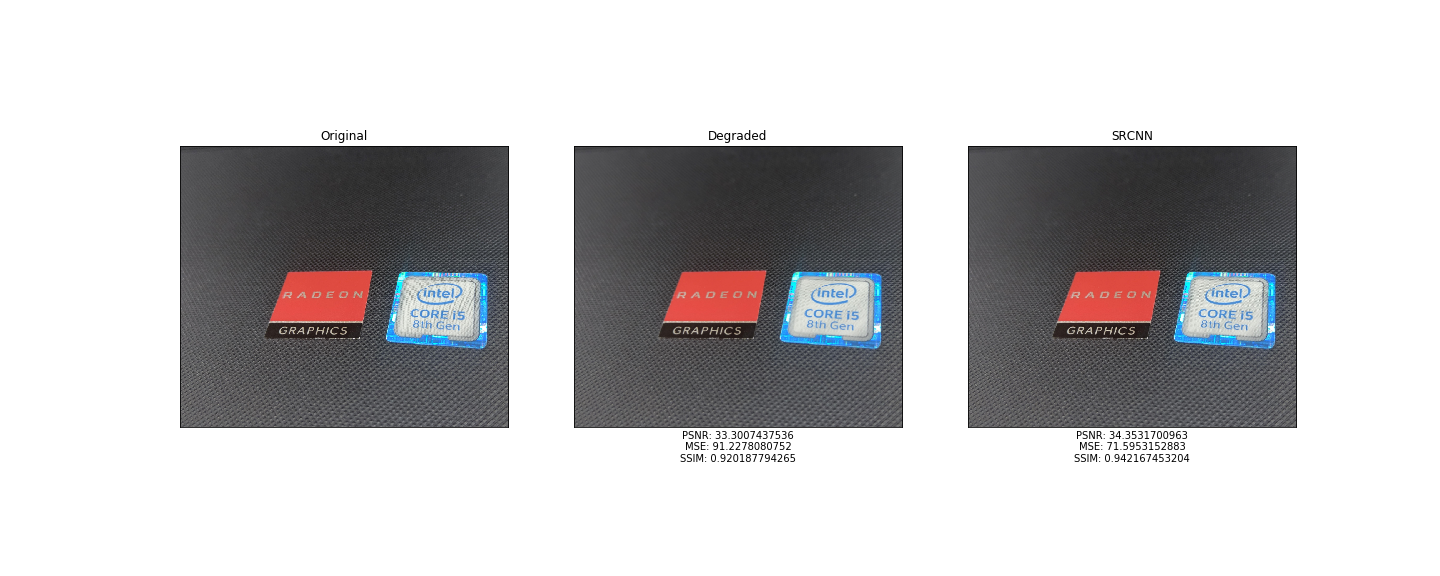 Original
RADEON
GRAPHICS
intel
CORE i5
8th Gen
Degraded
RADEON
GRAPHICS
intel
CORE i5
8th Gen
PSNR: 33.3007437536
MSE: 91.2278080752
SSIM: 0.920187794265
SRCNN
RADEON
GRAPHICS
intel
CORE i5
8th Gen
PSNR: 34.3531700963
MSE: 71.5953152883
SSIM: 0.942167453204